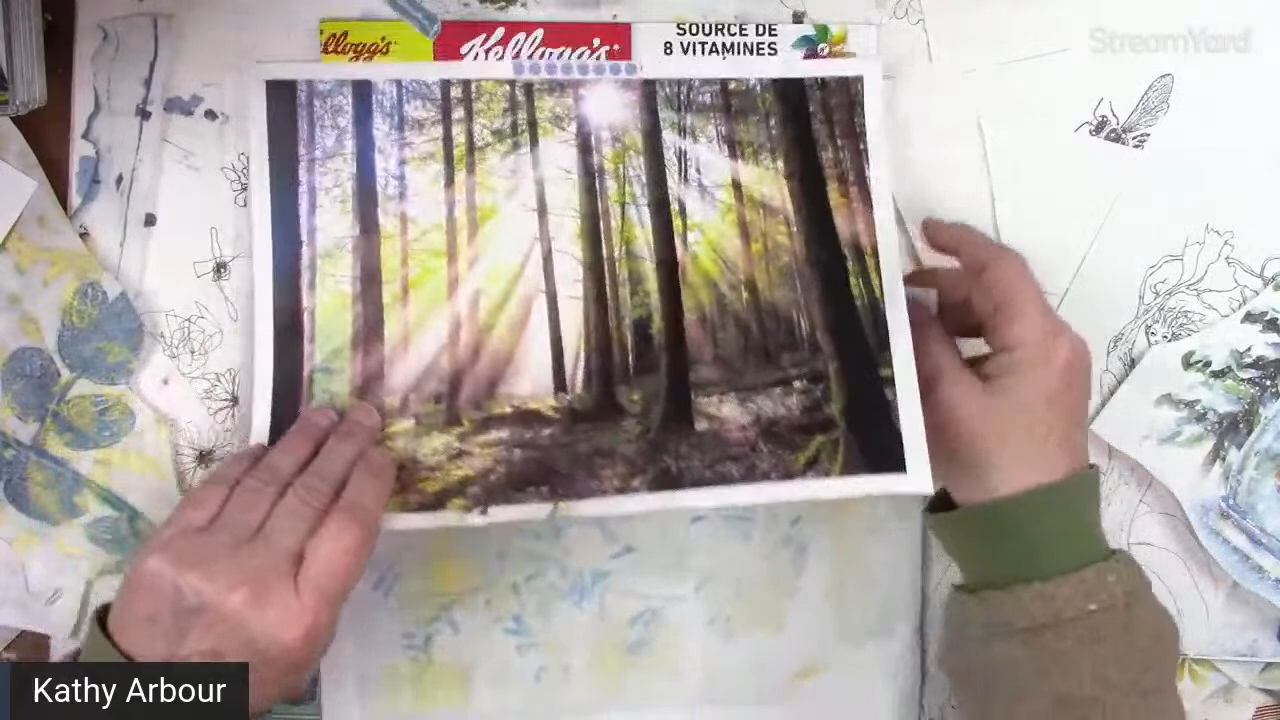 StreamYard
Kellogg's
Kellogg's
SOURCE DE
8 VITAMINES
Kathy Arbour